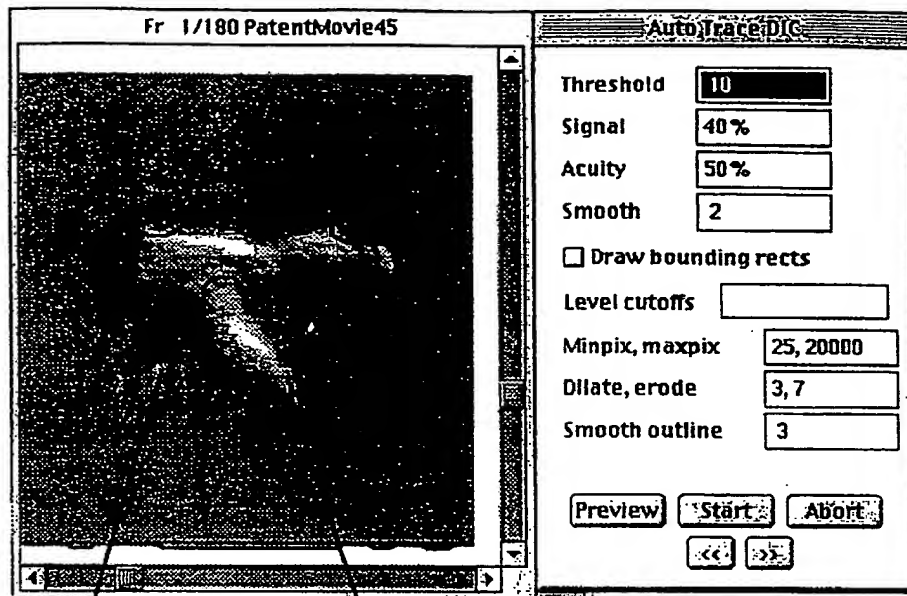 Fr 1/180 PatentMovie45
Auto Trace DIC
Threshold 10
Signal 40%
Acuity 50%
Smooth 2
Draw bounding rects
Level cutoffs
Minpix, maxpix 25, 20000
Dilate, erode 3, 7
Smooth outline 3
Preview Start Abort
<< >>